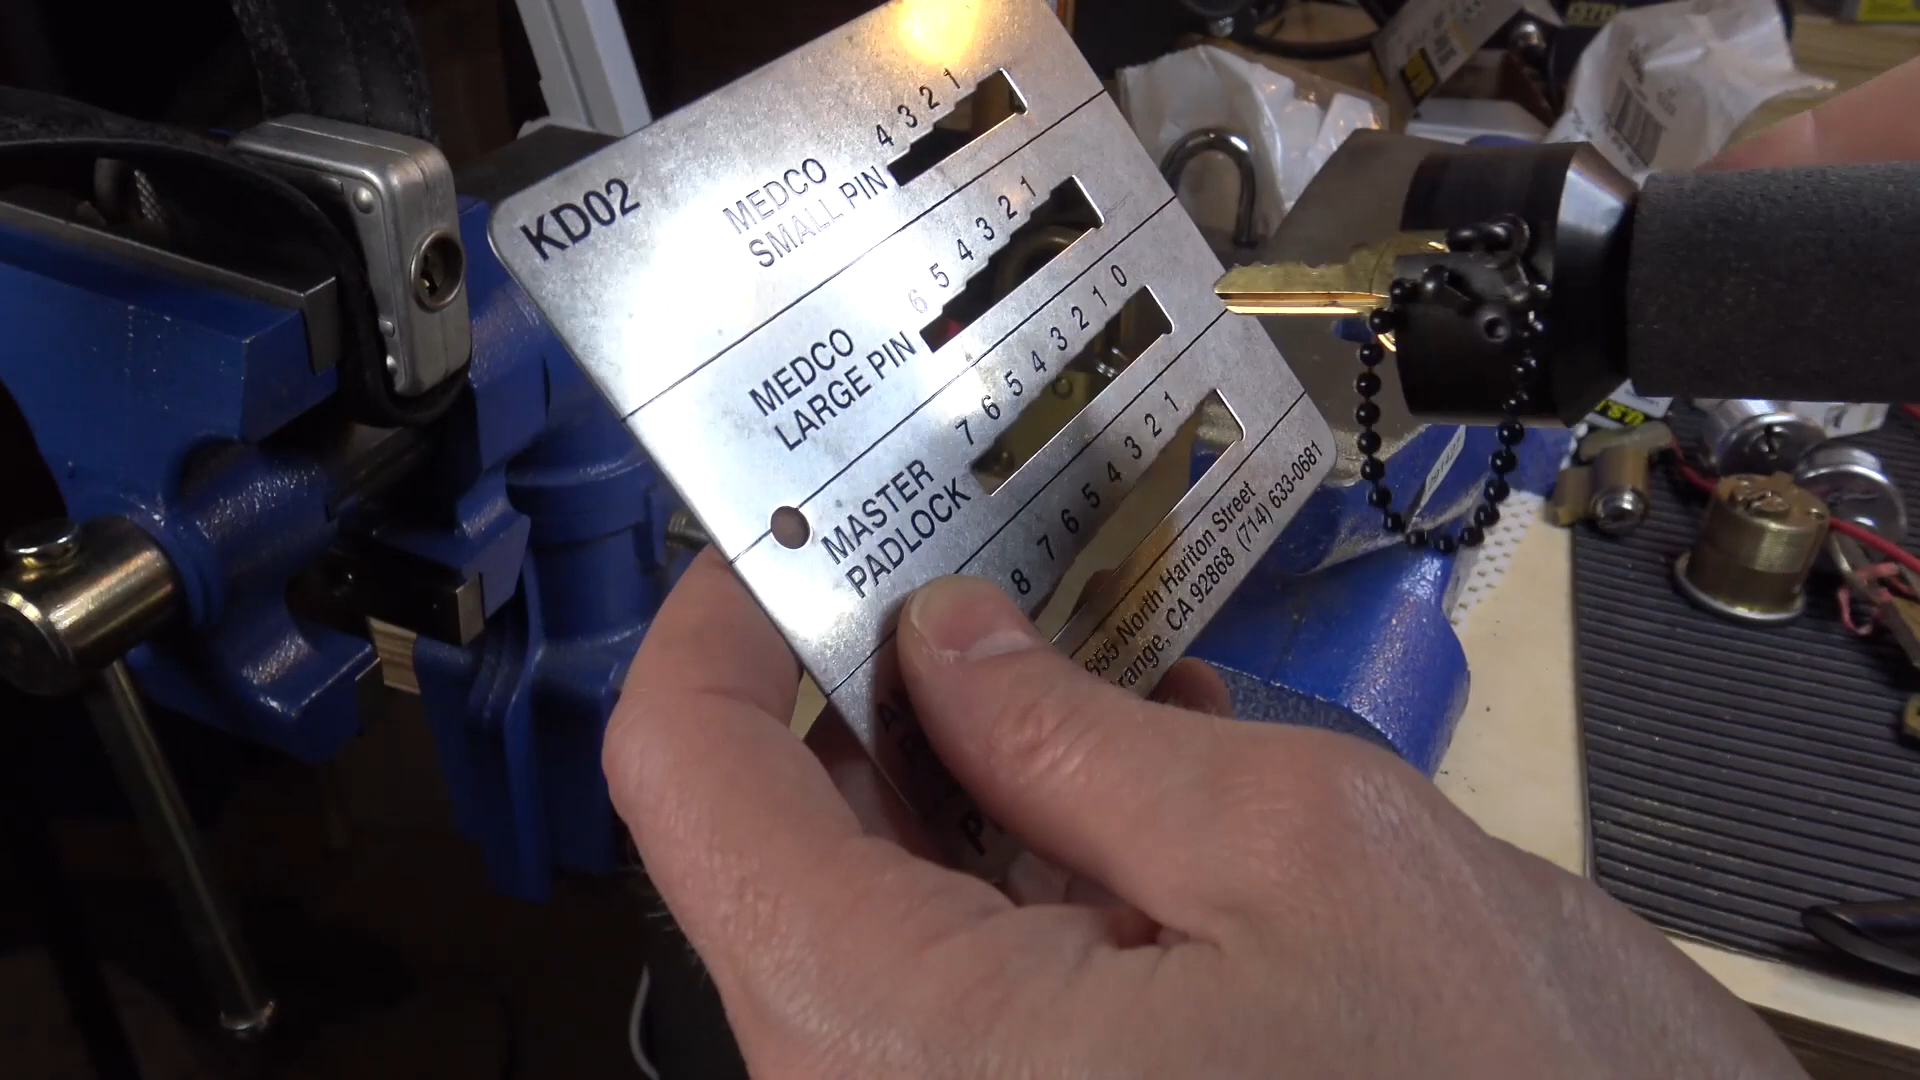 KD02
4 3 2 1
MEDCO
SMALL PIN
6 5 4 3 2 1
MEDCO
LARGE PIN
7 6 5 4 3 2 1 0
MASTER
PADLOCK
8 7 6 5 4 3 2 1
655 North Hariton Street
range, CA 92868 (714) 633-0681